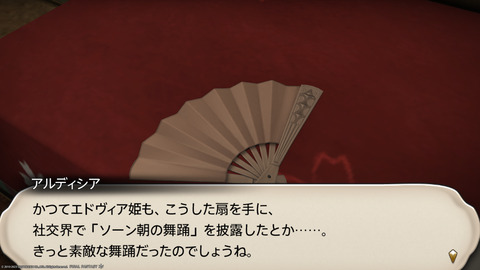 アルディシア
かつてエドヴィア姫も、こうした扇を手に、
社交界で「ソーン朝の舞踊」を披露したとか……。
きっと素敵な舞踊だったのでしょうね。
FINAL FANTASY XIV